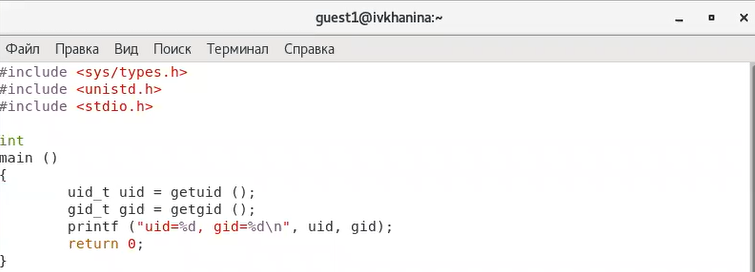 guest1@ivkhanina:~
Файл Правка Вид Поиск Терминал Справка
#include <sys/types.h>
#include <unistd.h>
#include <stdio.h>
int
main ()
{
uid_t uid = getuid ();
gid_t gid = getgid ();
printf ("uid=%d, gid=%d\n", uid, gid);
return 0;
}